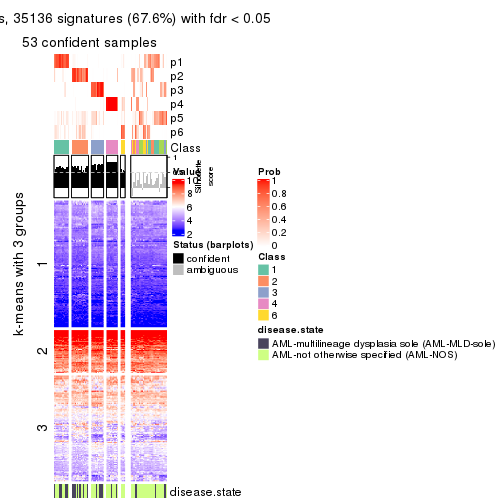 s, 35136 signatures (67.6%) with fdr < 0.05
53 confident samples
p1
p2
p3
p4
p5
p6
Class
1
Silhouette
score
Value
10
8
6
4
2
Status (barplots)
confident
ambiguous
Prob
1
0.8
0.6
0.4
0.2
0
Class
1
2
3
4
6
disease.state
AML-multilineage dysplasia sole (AML-MLD-sole)
AML-not otherwise specified (AML-NOS)
k-means with 3 groups
1
2
3
disease.state